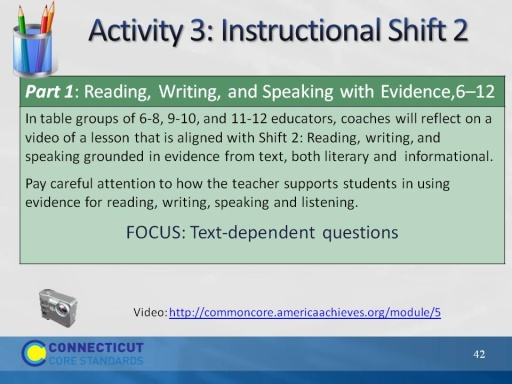 Activity 3: Instructional Shift 2
Part 1: Reading, Writing, and Speaking with Evidence,6–12
In table groups of 6-8, 9-10, and 11-12 educators, coaches will reflect on a
video of a lesson that is aligned with Shift 2: Reading, writing, and
speaking grounded in evidence from text, both literary and informational.
Pay careful attention to how the teacher supports students in using
evidence for reading, writing, speaking and listening.
FOCUS: Text-dependent questions
Video: http://commoncore.americaachieves.org/module/5
CONNECTICUT
CORE STANDARDS
42